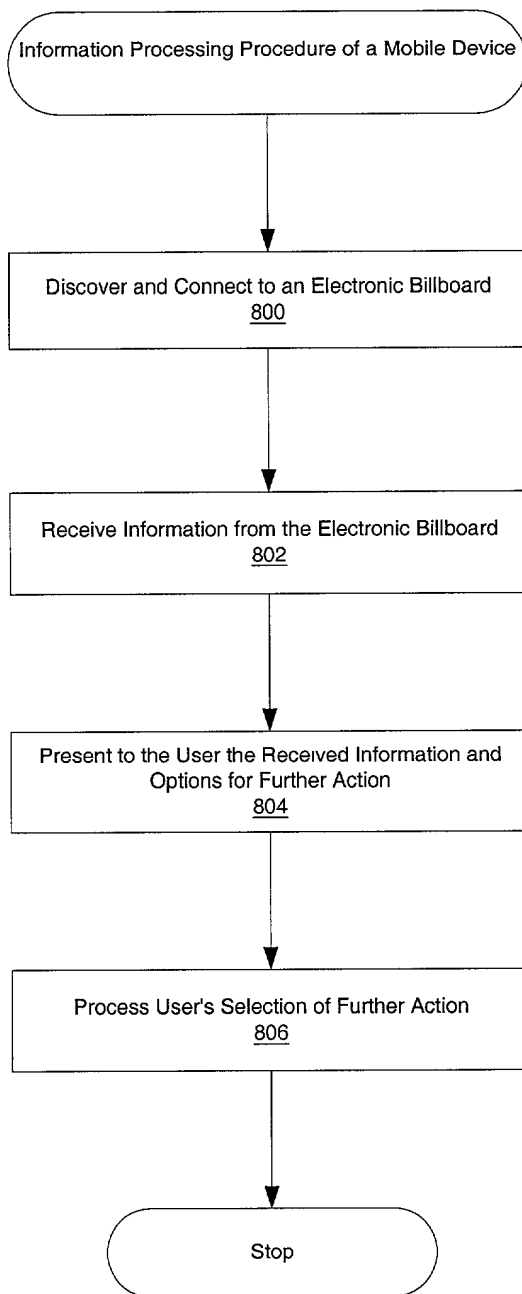 Information Processing Procedure of a Mobile Device
Discover and Connect to an Electronic Billboard
800
Receive Information from the Electronic Billboard
802
Present to the User the Received Information and
Options for Further Action
804
Process User's Selection of Further Action
806
Stop